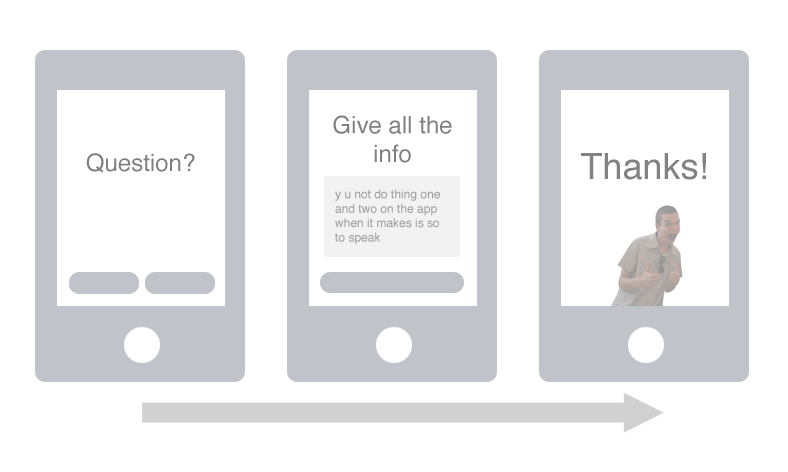 Question?
Give all the
info
y u not do thing one
and two on the app
when it makes is so
to speak
Thanks!